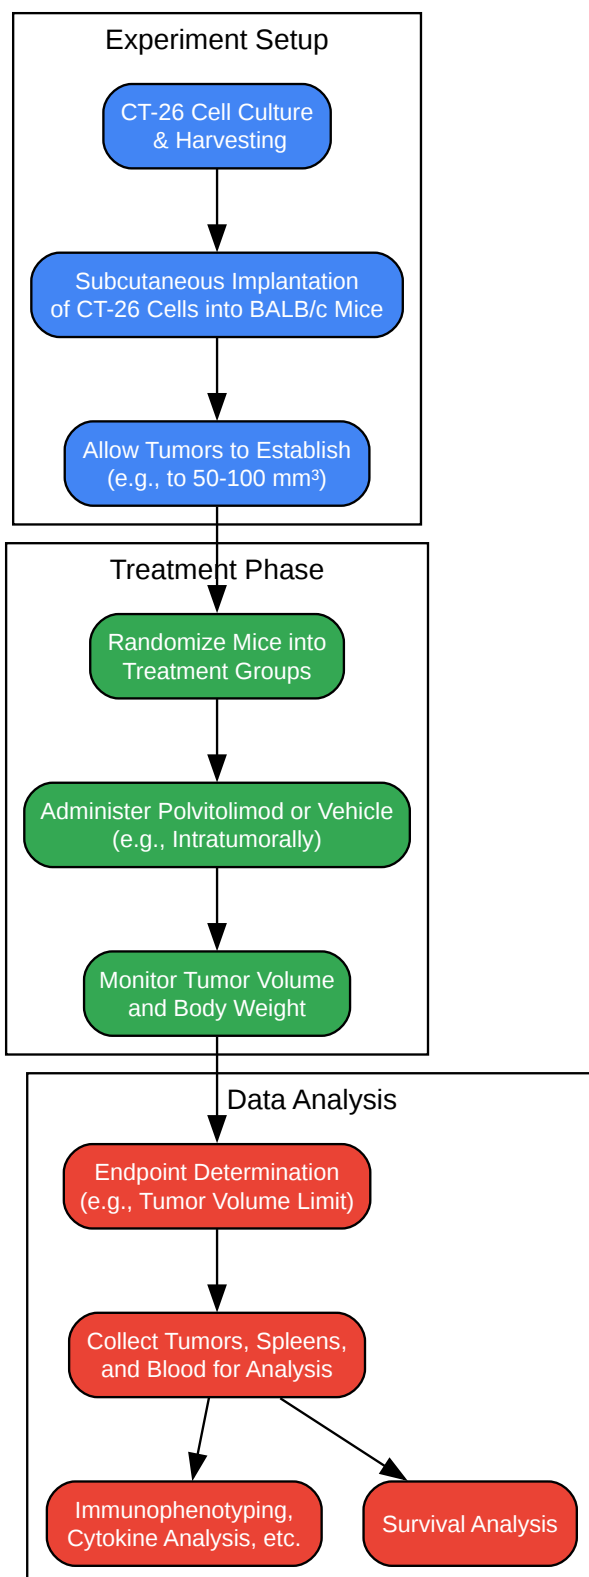 Experiment Setup
CT-26 Cell Culture
& Harvesting
Subcutaneous Implantation
of CT-26 Cells into BALB/c Mice
Allow Tumors to Establish
(e.g., to 50-100 mm³)
Treatment Phase
Randomize Mice into
Treatment Groups
Administer Polvitolimod or Vehicle
(e.g., Intratumorally)
Monitor Tumor Volume
and Body Weight
Data Analysis
Endpoint Determination
(e.g., Tumor Volume Limit)
Collect Tumors, Spleens,
and Blood for Analysis
Immunophenotyping,
Cytokine Analysis, etc.
Survival Analysis